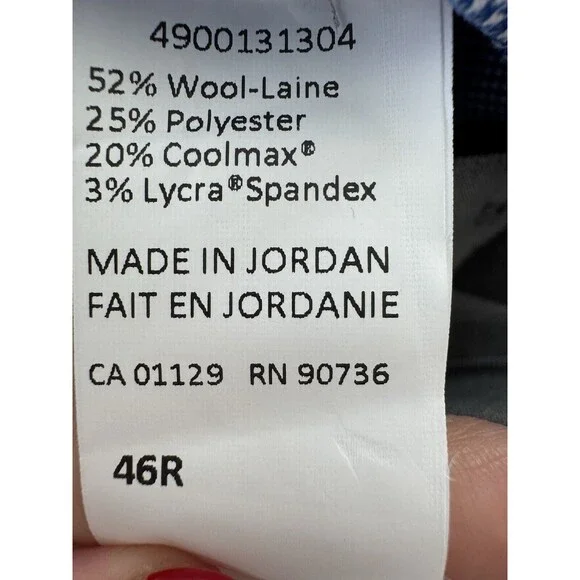 4900131304
52% Wool-Laine
25% Polyester
20% Coolmax®
3% Lycra®Spandex
MADE IN JORDAN
FAIT EN JORDANIE
CA 01129 RN 90736
46R